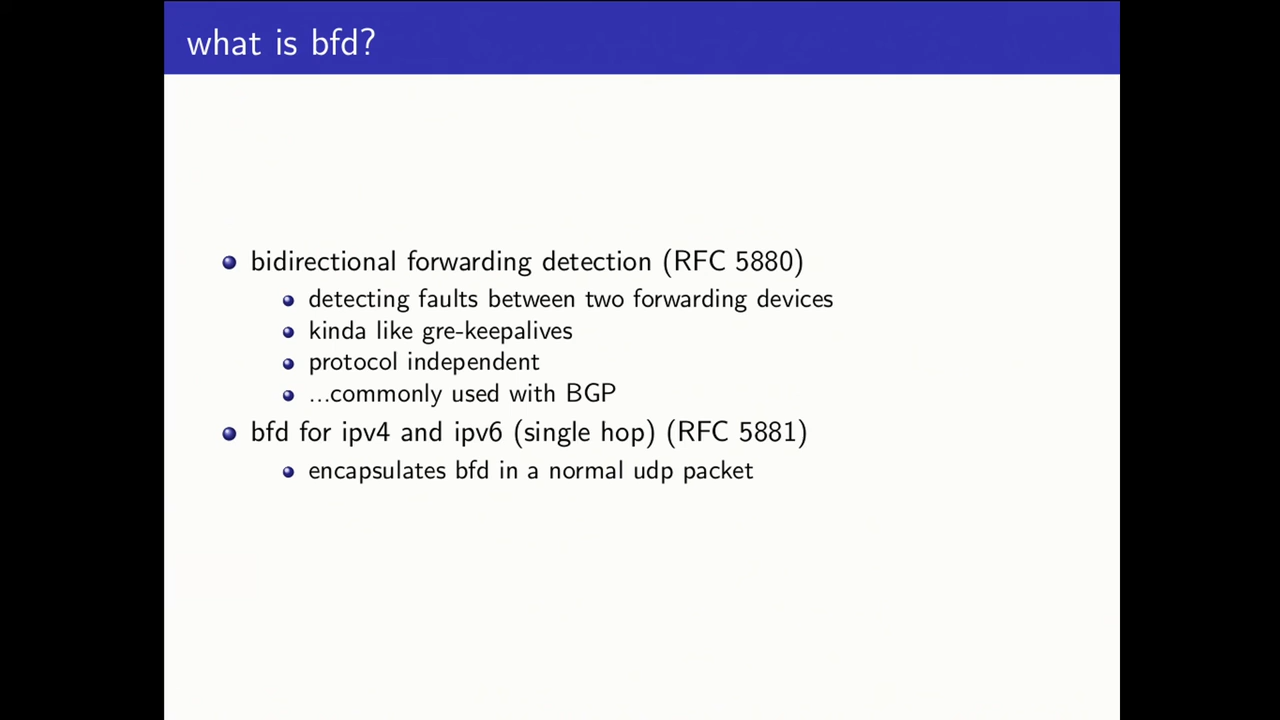 what is bfd?
bidirectional forwarding detection (RFC 5880)
detecting faults between two forwarding devices
kinda like gre-keepalives
protocol independent
...commonly used with BGP
bfd for ipv4 and ipv6 (single hop) (RFC 5881)
encapsulates bfd in a normal udp packet